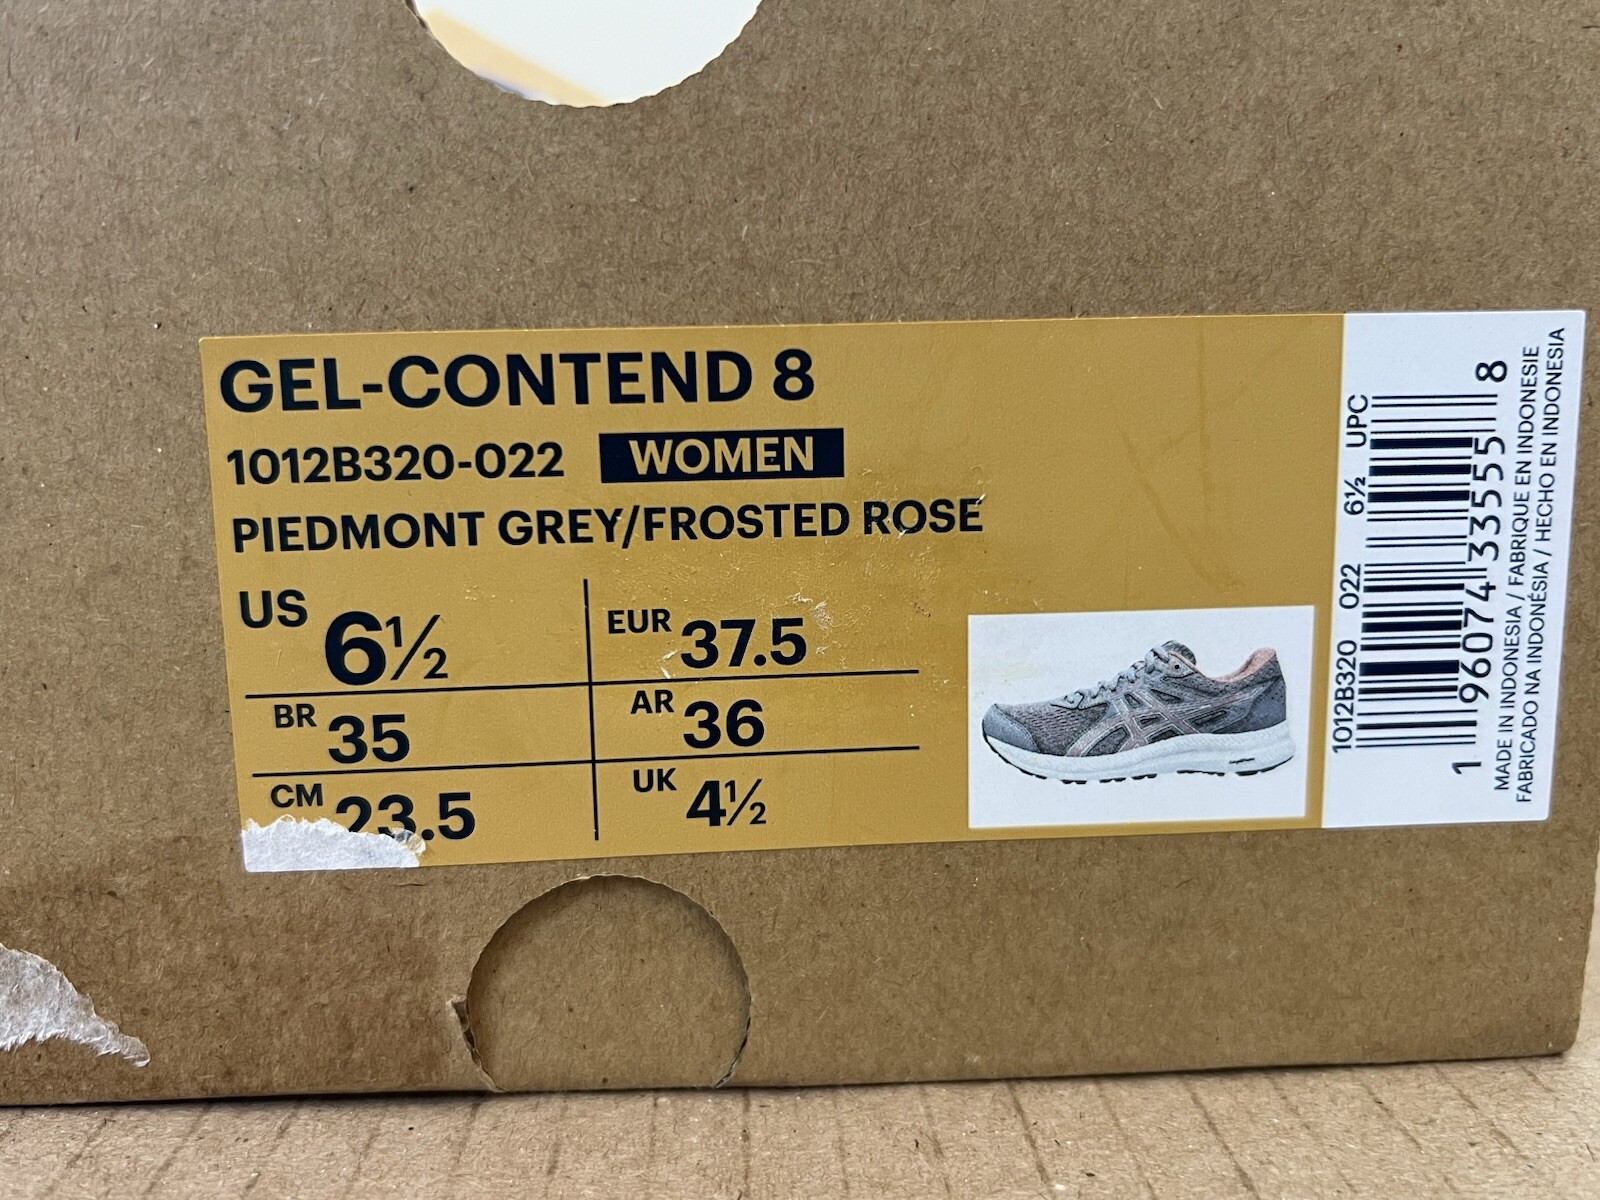 GEL-CONTEND 8
1012B320-022 WOMEN
PIEDMONT GREY/FROSTED ROSE
US 6½
EUR 37.5
BR 35
AR 36
CM 23.5
UK 4½
1012B320 022 6½ UPC
1 96074 33555 8
MADE IN INDONESIA / FABRIQUE EN INDONESIE
FABRICADO NA INDONÉSIA / HECHO EN INDONESIA